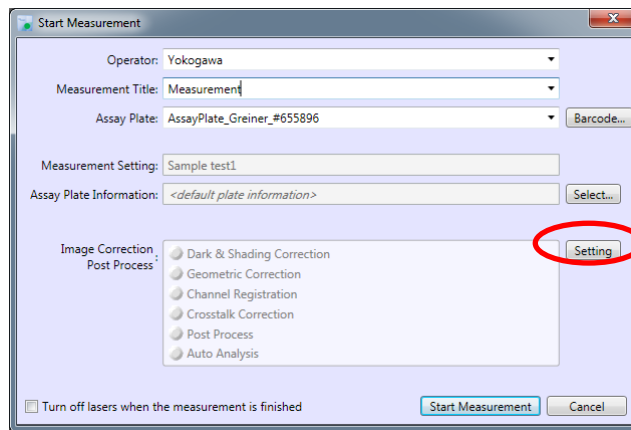 Start Measurement
Operator: Yokogawa
Measurement Title: Measurement
Assay Plate: AssayPlate_Greiner_#655896 Barcode...
Measurement Setting: Sample test1
Assay Plate Information: <default plate information> Select...
Image Correction
Post Process :
Setting
Dark & Shading Correction
Geometric Correction
Channel Registration
Crosstalk Correction
Post Process
Auto Analysis
Turn off lasers when the measurement is finished Start Measurement Cancel